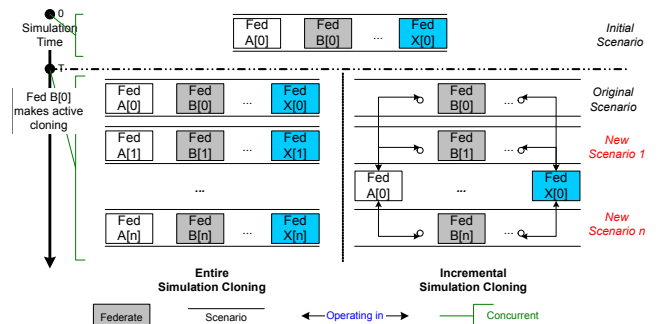 0
Simulation
Time
Fed
A[0]
Fed
B[0]
...
Fed
X[0]
Initial
Scenario
T
Fed B[0]
makes active
cloning
Fed
A[0]
Fed
B[0]
...
Fed
X[0]
Fed
A[1]
Fed
B[1]
...
Fed
X[1]
...
Fed
A[n]
Fed
B[n]
...
Fed
X[n]
Fed
B[0]
...
Original
Scenario
Fed
B[1]
...
New
Scenario 1
Fed
A[0]
...
Fed
X[0]
Fed
B[n]
...
New
Scenario n
Entire
Simulation Cloning
Incremental
Simulation Cloning
Federate
Scenario
Operating in
Concurrent